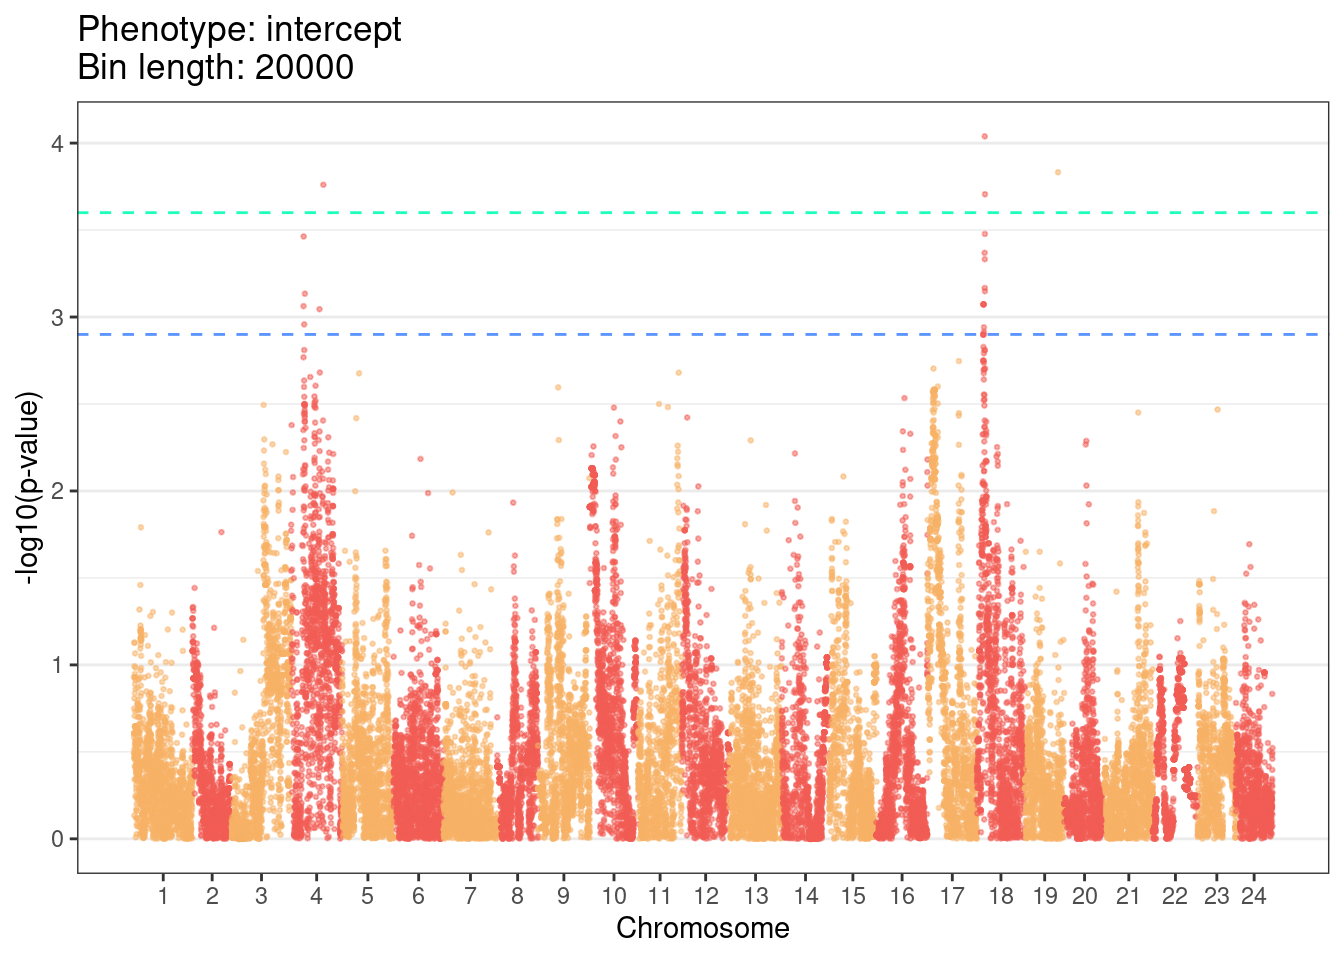 Phenotype: intercept
Bin length: 20000
4
3
2
1
0
-log10(p-value)
1 2 3 4 5 6 7 8 9 10 11 12 13 14 15 16 17 18 19 20 21 22 23 24
Chromosome